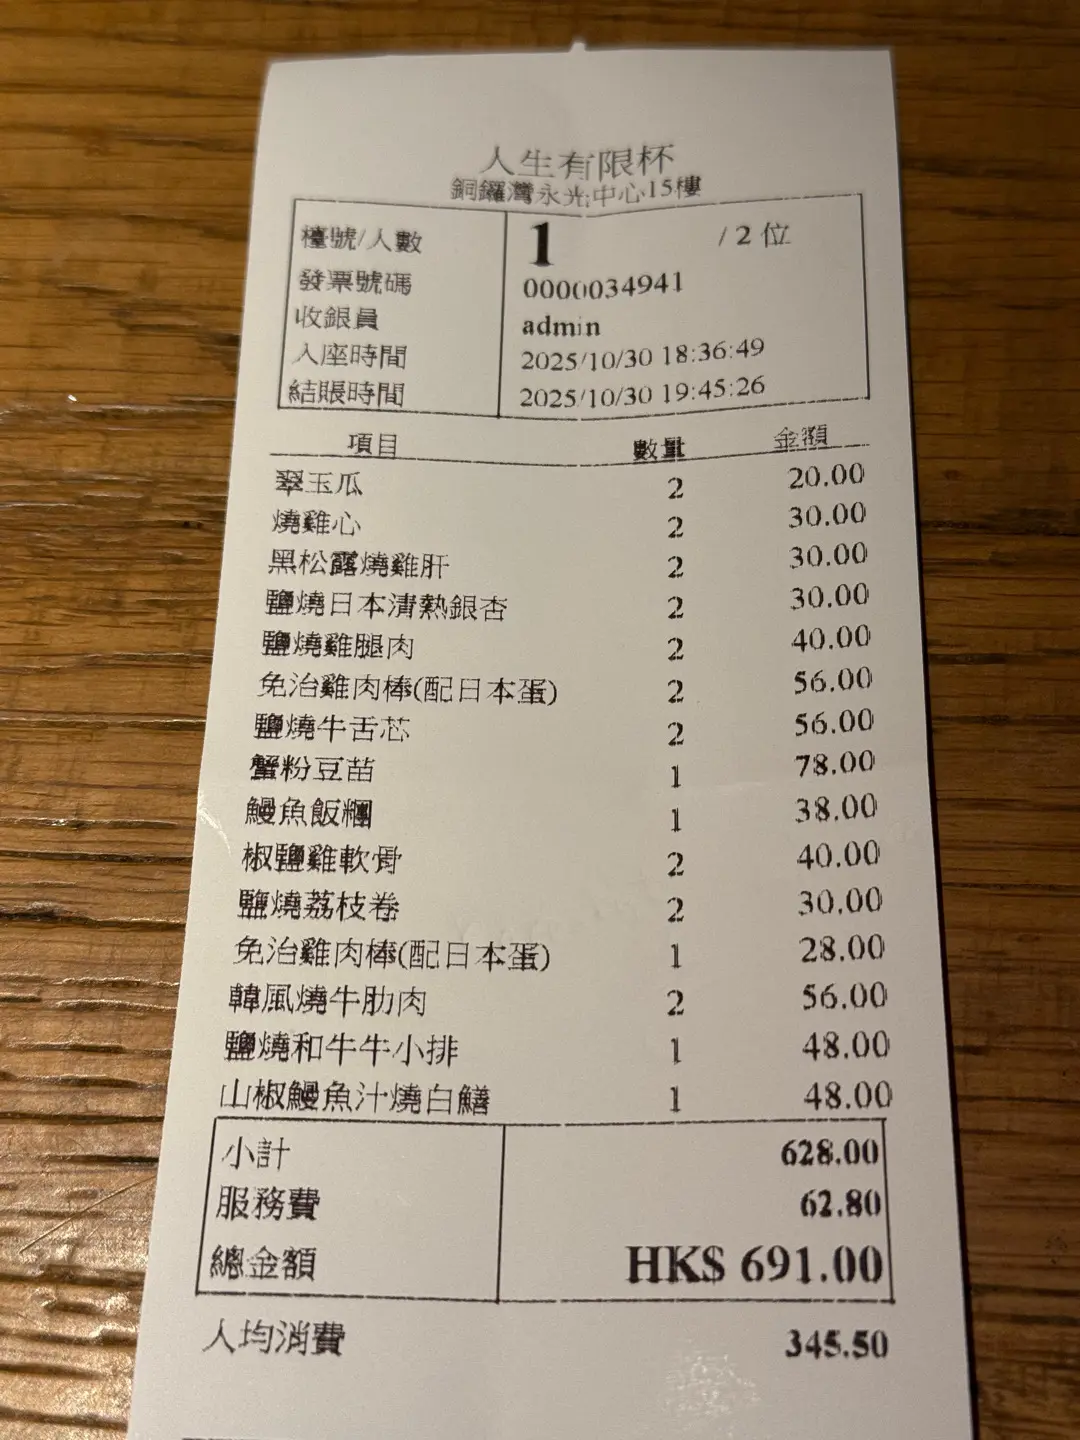 人生有限杯
銅鑼灣永光中心15樓
檯號/人數 1 / 2 位
發票號碼 0000034941
收銀員 admin
入座時間 2025/10/30 18:36:49
結賬時間 2025/10/30 19:45:26
項目 數量 金額
翠玉瓜 2 20.00
燒雞心 2 30.00
黑松露燒雞肝 2 30.00
鹽燒日本清熱銀杏 2 30.00
鹽燒雞腿肉 2 40.00
免治雞肉棒(配日本蛋) 2 56.00
鹽燒牛舌芯 2 56.00
蟹粉豆苗 1 78.00
鰻魚飯糰 1 38.00
椒鹽雞軟骨 2 40.00
鹽燒荔枝卷 2 30.00
免治雞肉棒(配日本蛋) 1 28.00
韓風燒牛肋肉 2 56.00
鹽燒和牛牛小排 1 48.00
山椒鰻魚汁燒白鱔 1 48.00
小計 628.00
服務費 62.80
總金額 HK$ 691.00
人均消費 345.50